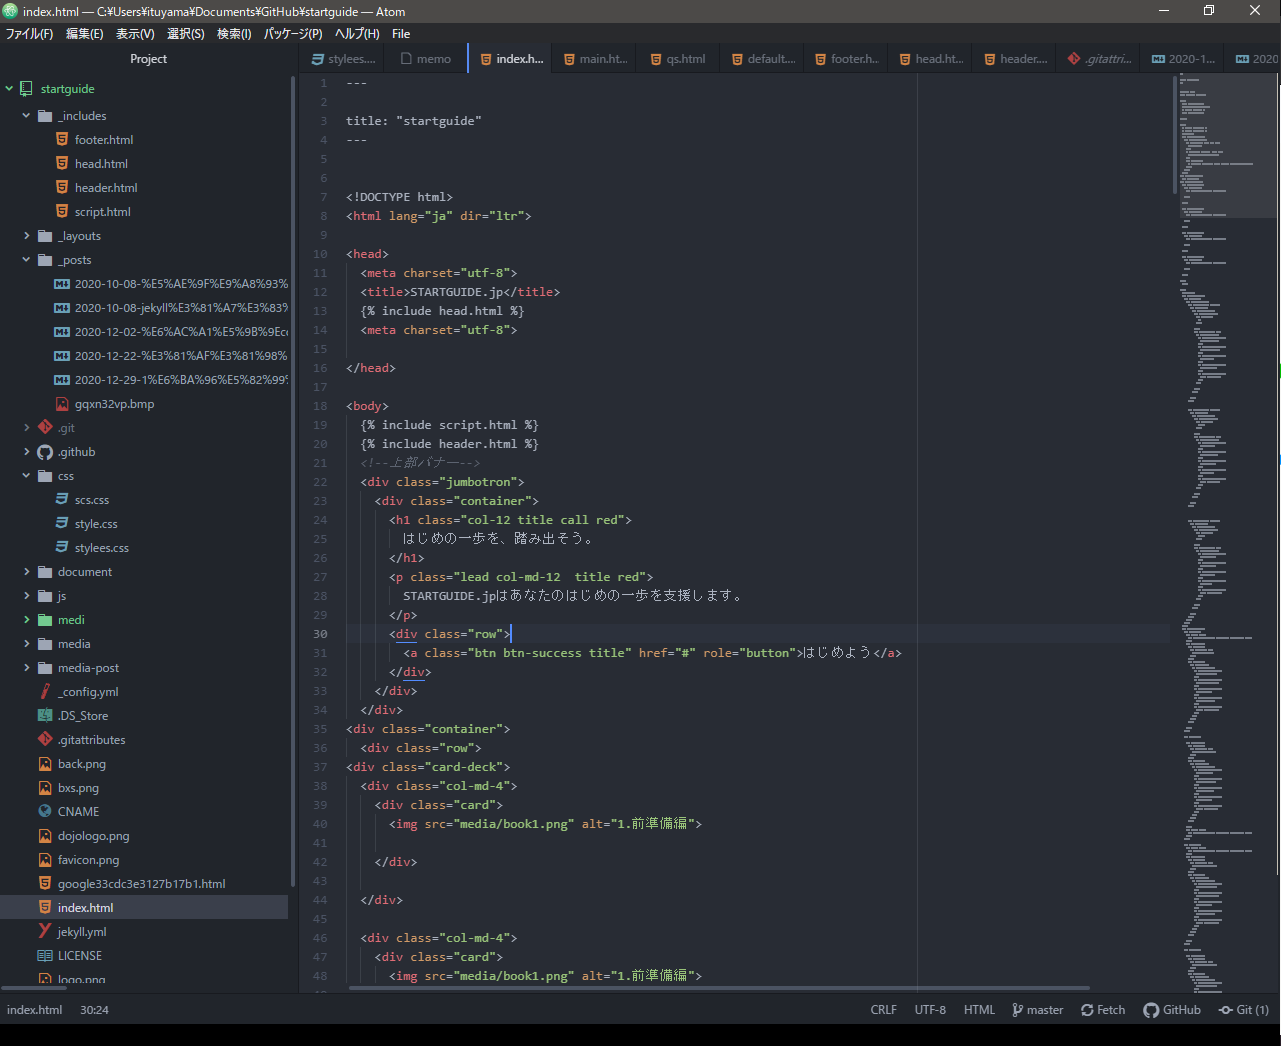 index.html — C:¥Users¥ituyama¥Documents¥GitHub¥startguide — Atom
ファイル(F) 編集(E) 表示(V) 選択(S) 検索(I) パッケージ(P) ヘルプ(H) File
Project
stylees.... memo index.h... main.ht... qs.html default.... footer.h... head.ht... header.... .gitattri... 2020-1... 2020
startguide
_includes
footer.html
head.html
header.html
script.html
_layouts
_posts
2020-10-08-%E5%AE%9F%E9%A8%93%
2020-10-08-jekyll%E3%81%A7%E3%83%
2020-12-02-%E6%AC%A1%E5%9B%9Ecc
2020-12-22-%E3%81%AF%E3%81%98%
2020-12-29-1%E6%BA%96%E5%82%99%
gqxn32vp.bmp
.git
.github
css
scs.css
style.css
stylees.css
document
js
medi
media
media-post
_config.yml
.DS_Store
.gitattributes
back.png
bxs.png
CNAME
dojologo.png
favicon.png
google33cdc3e3127b17b1.html
index.html
jekyll.yml
LICENSE
logo.png
1 ---
2
3 title: "startguide"
4 ---
5
6
7 <!DOCTYPE html>
8 <html lang="ja" dir="ltr">
9
10 <head>
11 <meta charset="utf-8">
12 <title>STARTGUIDE.jp</title>
13 {% include head.html %}
14 <meta charset="utf-8">
15
16 </head>
17
18 <body>
19 {% include script.html %}
20 {% include header.html %}
21 <!--上部バナー-->
22 <div class="jumbotron">
23 <div class="container">
24 <h1 class="col-12 title call red">
25 はじめの一歩を、踏み出そう。
26 </h1>
27 <p class="lead col-md-12  title red">
28 STARTGUIDE.jpはあなたのはじめの一歩を支援します。
29 </p>
30 <div class="row">
31 <a class="btn btn-success title" href="#" role="button">はじめよう</a>
32 </div>
33 </div>
34 </div>
35 <div class="container">
36 <div class="row">
37 <div class="card-deck">
38 <div class="col-md-4">
39 <div class="card">
40 <img src="media/book1.png" alt="1.前準備編">
41
42 </div>
43
44 </div>
45
46 <div class="col-md-4">
47 <div class="card">
48 <img src="media/book1.png" alt="1.前準備編">
index.html 30:24 CRLF UTF-8 HTML master Fetch GitHub Git (1)